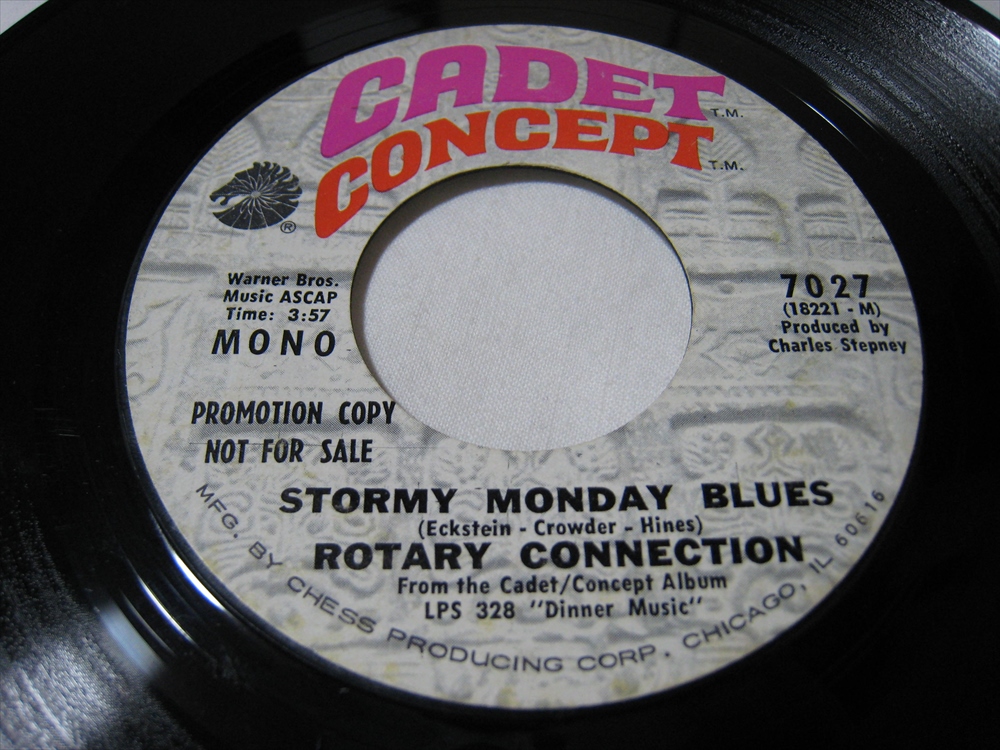 CADET T.M.
CONCEPT T.M.
®
Warner Bros.
Music ASCAP
Time: 3:57
MONO
7027
(18221 - M)
Produced by
Charles Stepney
PROMOTION COPY
NOT FOR SALE
STORMY MONDAY BLUES
(Eckstein - Crowder - Hines)
ROTARY CONNECTION
From the Cadet/Concept Album
LPS 328 "Dinner Music"
MFG. BY CHESS PRODUCING CORP. CHICAGO, IL 60616